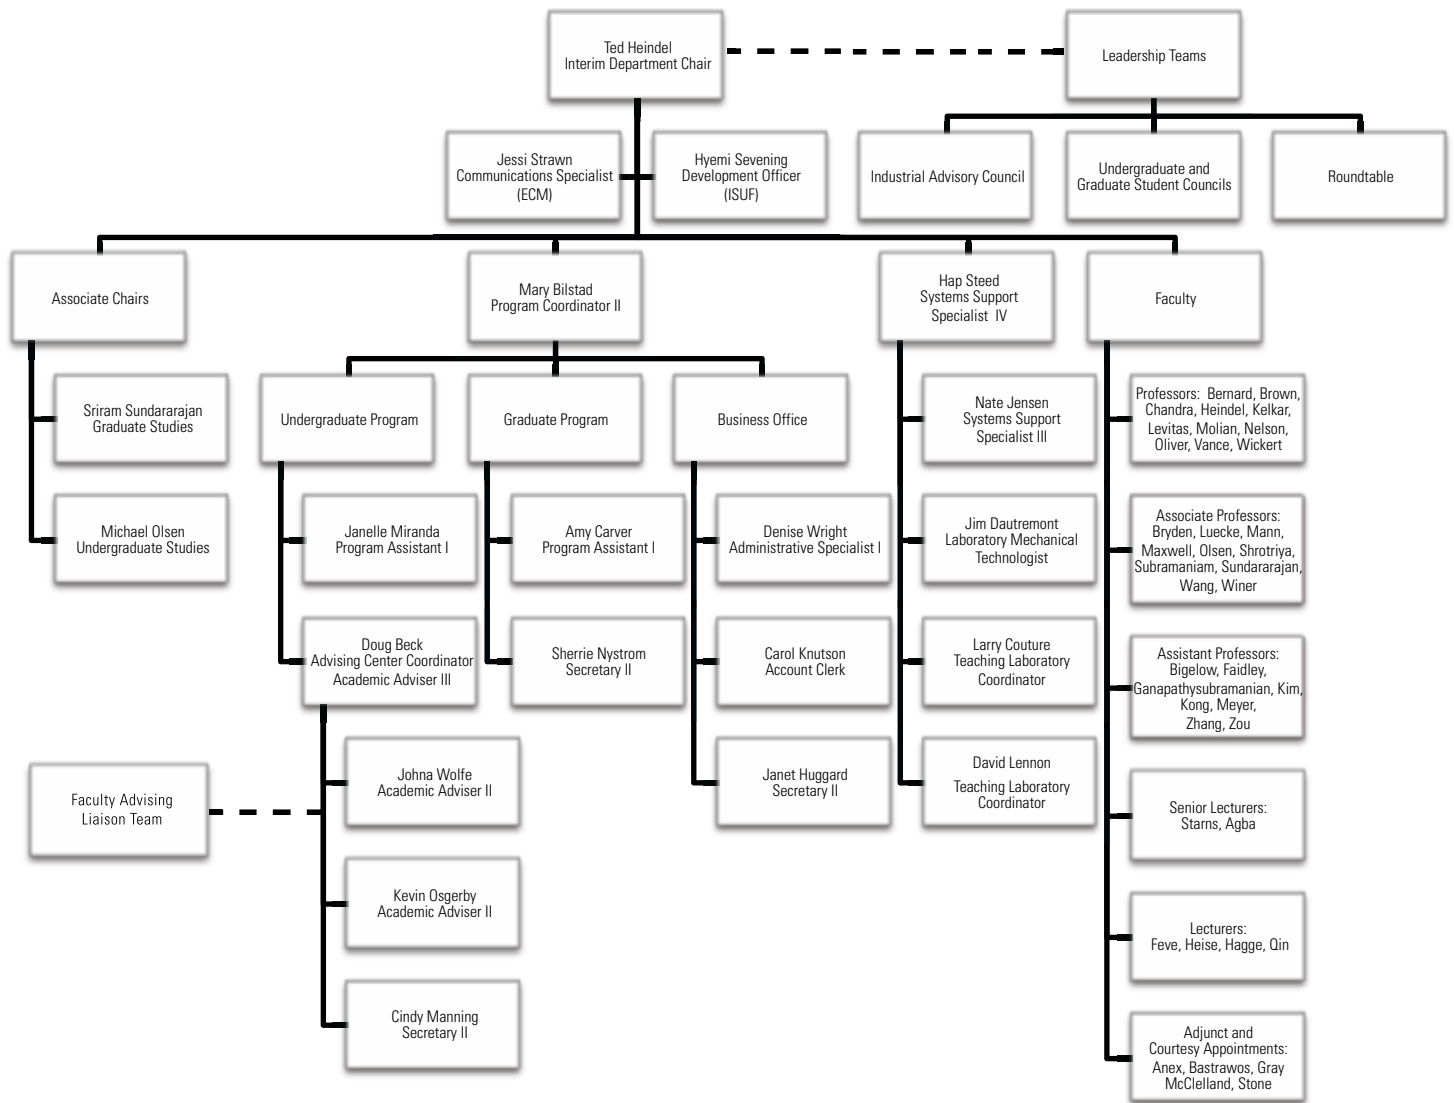 Ted Heindel
Interim Department Chair
Leadership Teams
Jessi Strawn
Communications Specialist
(ECM)
Hyemi Sevening
Development Officer
(ISUF)
Industrial Advisory Council
Undergraduate and
Graduate Student Councils
Roundtable
Associate Chairs
Mary Bilstad
Program Coordinator II
Hap Steed
Systems Support
Specialist IV
Faculty
Sriram Sundararajan
Graduate Studies
Michael Olsen
Undergraduate Studies
Undergraduate Program
Graduate Program
Business Office
Janelle Miranda
Program Assistant I
Doug Beck
Advising Center Coordinator
Academic Adviser III
Faculty Advising
Liaison Team
Johna Wolfe
Academic Adviser II
Kevin Osgerby
Academic Adviser II
Cindy Manning
Secretary II
Amy Carver
Program Assistant I
Sherrie Nystrom
Secretary II
Denise Wright
Administrative Specialist I
Carol Knutson
Account Clerk
Janet Huggard
Secretary II
Nate Jensen
Systems Support
Specialist III
Jim Dautremont
Laboratory Mechanical
Technologist
Larry Couture
Teaching Laboratory
Coordinator
David Lennon
Teaching Laboratory
Coordinator
Professors: Bernard, Brown,
Chandra, Heindel, Kelkar,
Levitas, Molian, Nelson,
Oliver, Vance, Wickert
Associate Professors:
Bryden, Luecke, Mann,
Maxwell, Olsen, Shrotriya,
Subramaniam, Sundararajan,
Wang, Winer
Assistant Professors:
Bigelow, Faidley,
Ganapathysubramanian, Kim,
Kong, Meyer,
Zhang, Zou
Senior Lecturers:
Starns, Agba
Lecturers:
Feve, Heise, Hagge, Qin
Adjunct and
Courtesy Appointments:
Anex, Bastrawos, Gray
McClelland, Stone